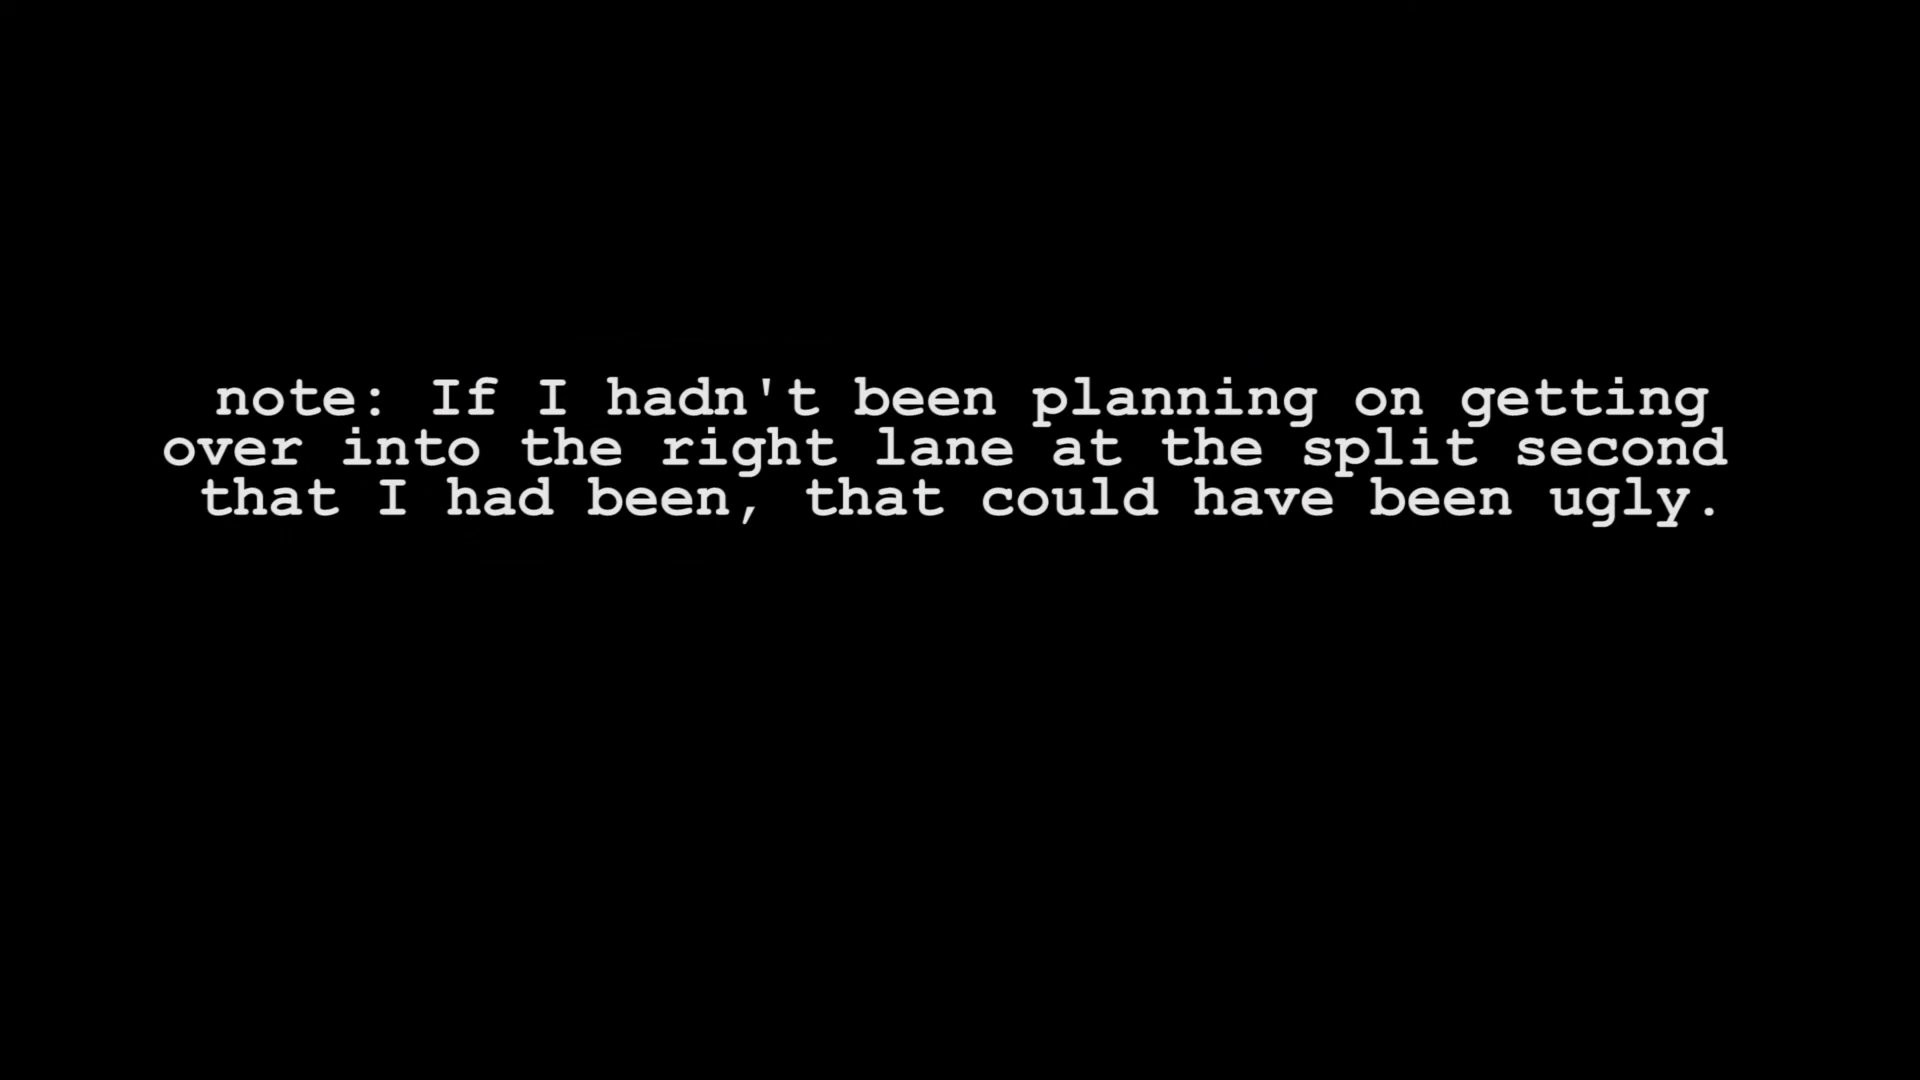 note: If I hadn't been planning on getting
over into the right lane at the split second
that I had been, that could have been ugly.